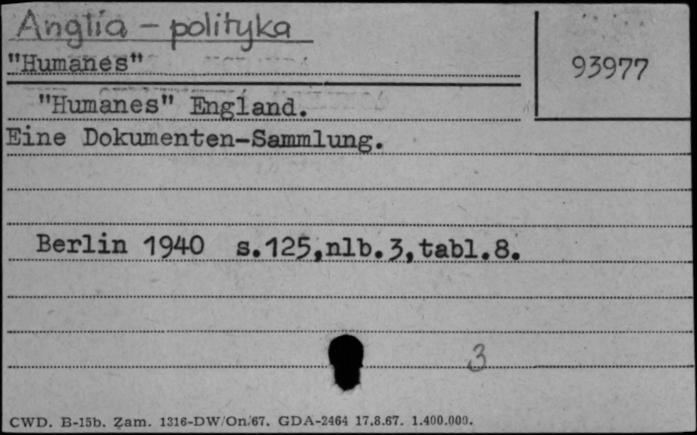 Anglia - polityka
"Humanes"
93977
"Humanes" England.
Eine Dokumenten-Sammlung.
Berlin 1940 s.125,nlb.3,tabl.8.
3
CWD. B-15b. Zam. 1316-DW/On/67. GDA-2464 17.8.67. 1.400.000.